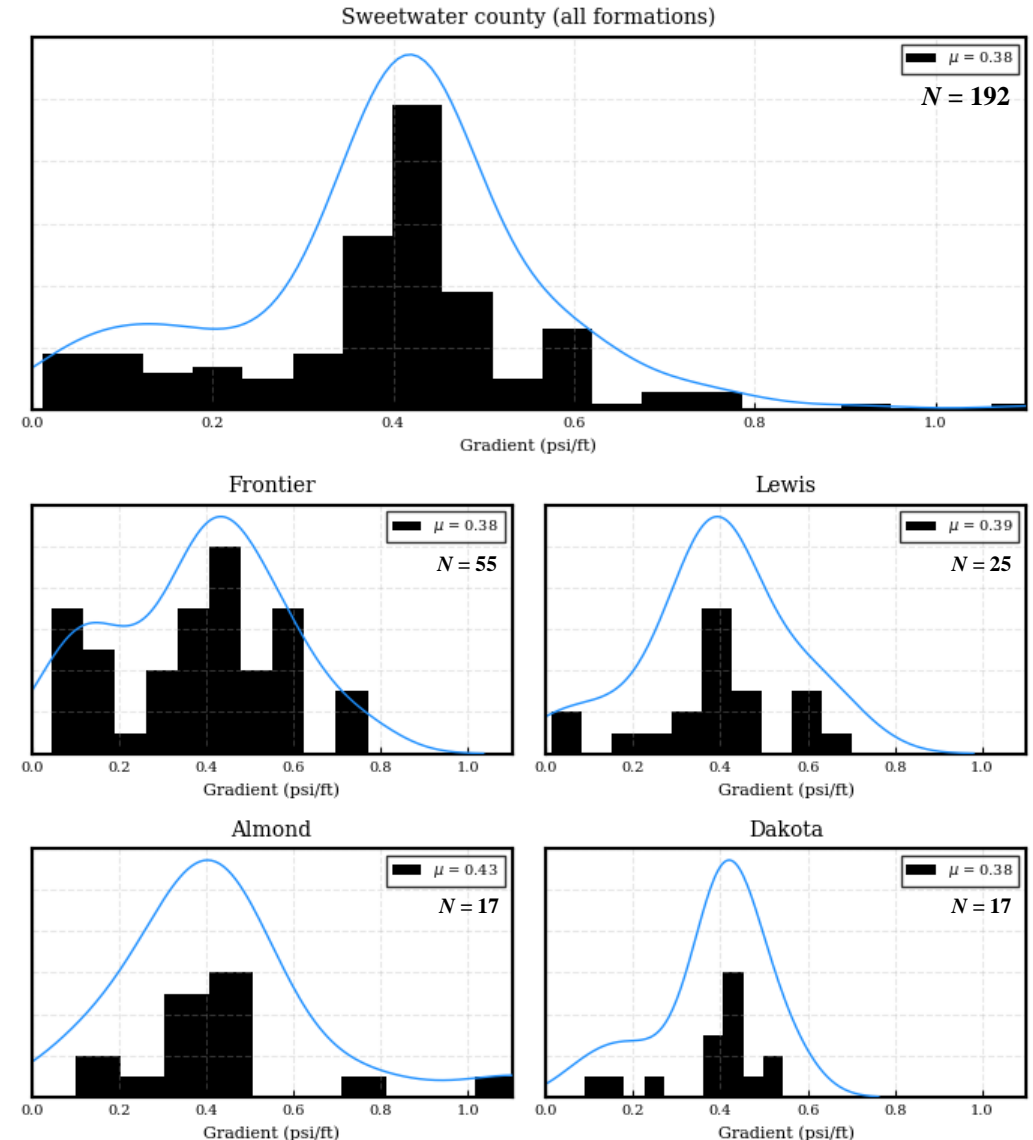 Sweetwater county (all formations)
μ = 0.38
N = 192
0.0 0.2 0.4 0.6 0.8 1.0
Gradient (psi/ft)
Frontier
μ = 0.38
N = 55
0.0 0.2 0.4 0.6 0.8 1.0
Gradient (psi/ft)
Lewis
μ = 0.39
N = 25
0.0 0.2 0.4 0.6 0.8 1.0
Gradient (psi/ft)
Almond
μ = 0.43
N = 17
0.0 0.2 0.4 0.6 0.8 1.0
Gradient (psi/ft)
Dakota
μ = 0.38
N = 17
0.0 0.2 0.4 0.6 0.8 1.0
Gradient (psi/ft)